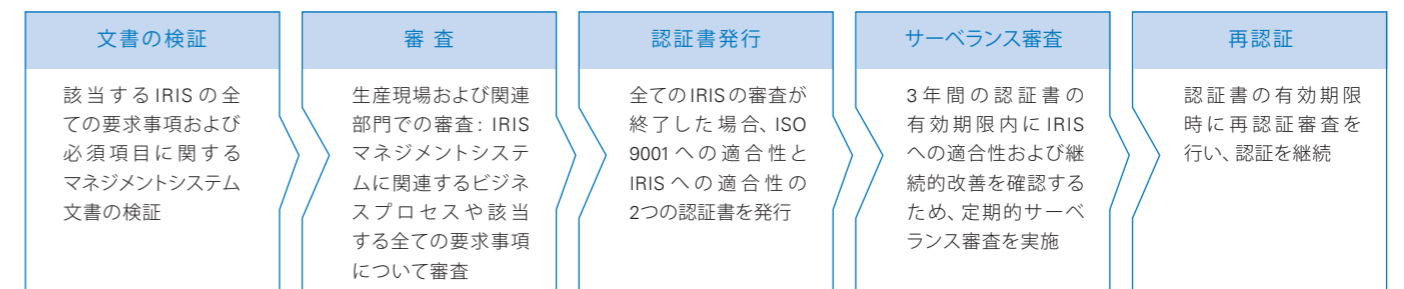 文書の検証
該当するIRISの全
ての要求事項および
必須項目に関する
マネジメントシステム
文書の検証
審 査
生産現場および関連
部門での審査：IRIS
マネジメントシステ
ムに関連するビジネ
スプロセスや該当
する全ての要求事項
について審査
認証書発行
全てのIRISの審査が
終了した場合、ISO
9001への適合性と
IRISへの適合性の
2つの認証書を発行
サーベランス審査
3年間の認証書の
有効期限内にIRIS
への適合性および継
続的改善を確認する
ため、定期的サーベ
ランス審査を実施
再認証
認証書の有効期限
時に再認証審査を
行い、認証を継続